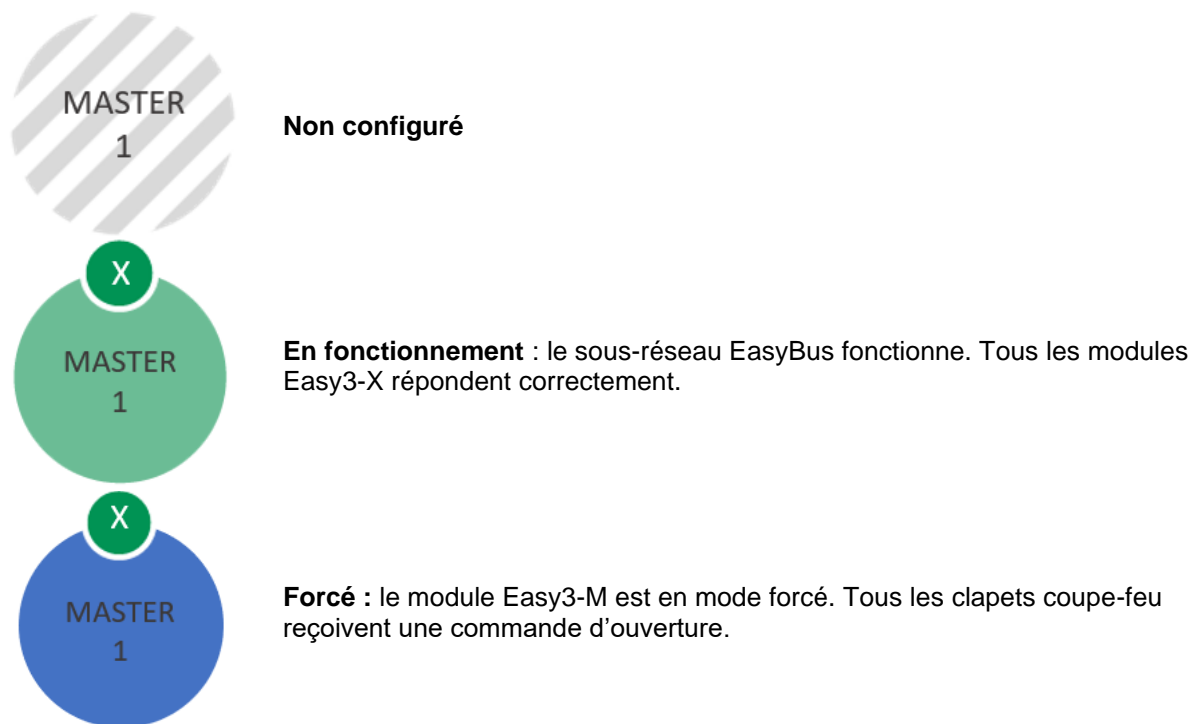 MASTER
1
Non configuré
X
MASTER
1
En fonctionnement : le sous-réseau EasyBus fonctionne. Tous les modules
Easy3-X répondent correctement.
X
MASTER
1
Forcé : le module Easy3-M est en mode forcé. Tous les clapets coupe-feu
reçoivent une commande d’ouverture.